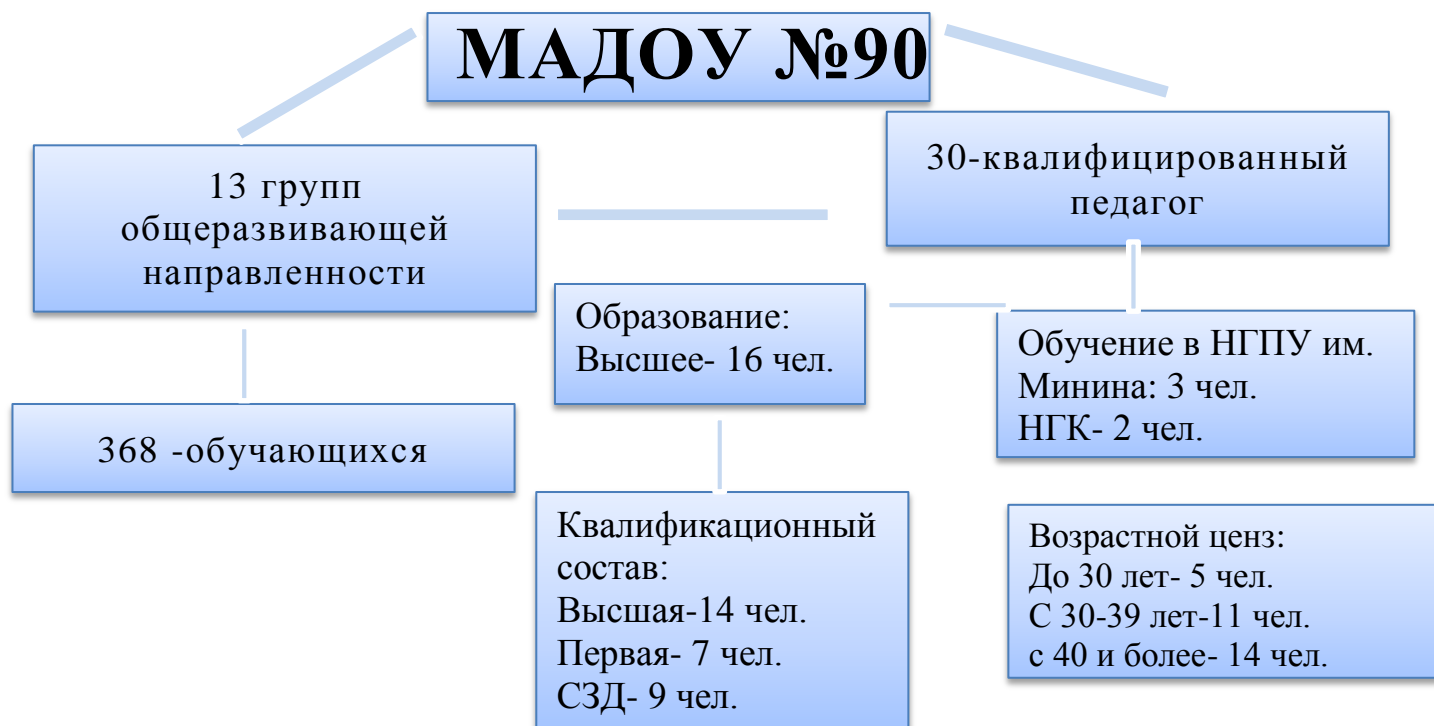 МАДОУ №90
13 групп
общеразвивающей
направленности
30-квалифицированный
педагог
368 -обучающихся
Образование:
Высшее- 16 чел.
Обучение в НГПУ им.
Минина: 3 чел.
НГК- 2 чел.
Квалификационный
состав:
Высшая-14 чел.
Первая- 7 чел.
СЗД- 9 чел.
Возрастной ценз:
До 30 лет- 5 чел.
С 30-39 лет-11 чел.
с 40 и более- 14 чел.